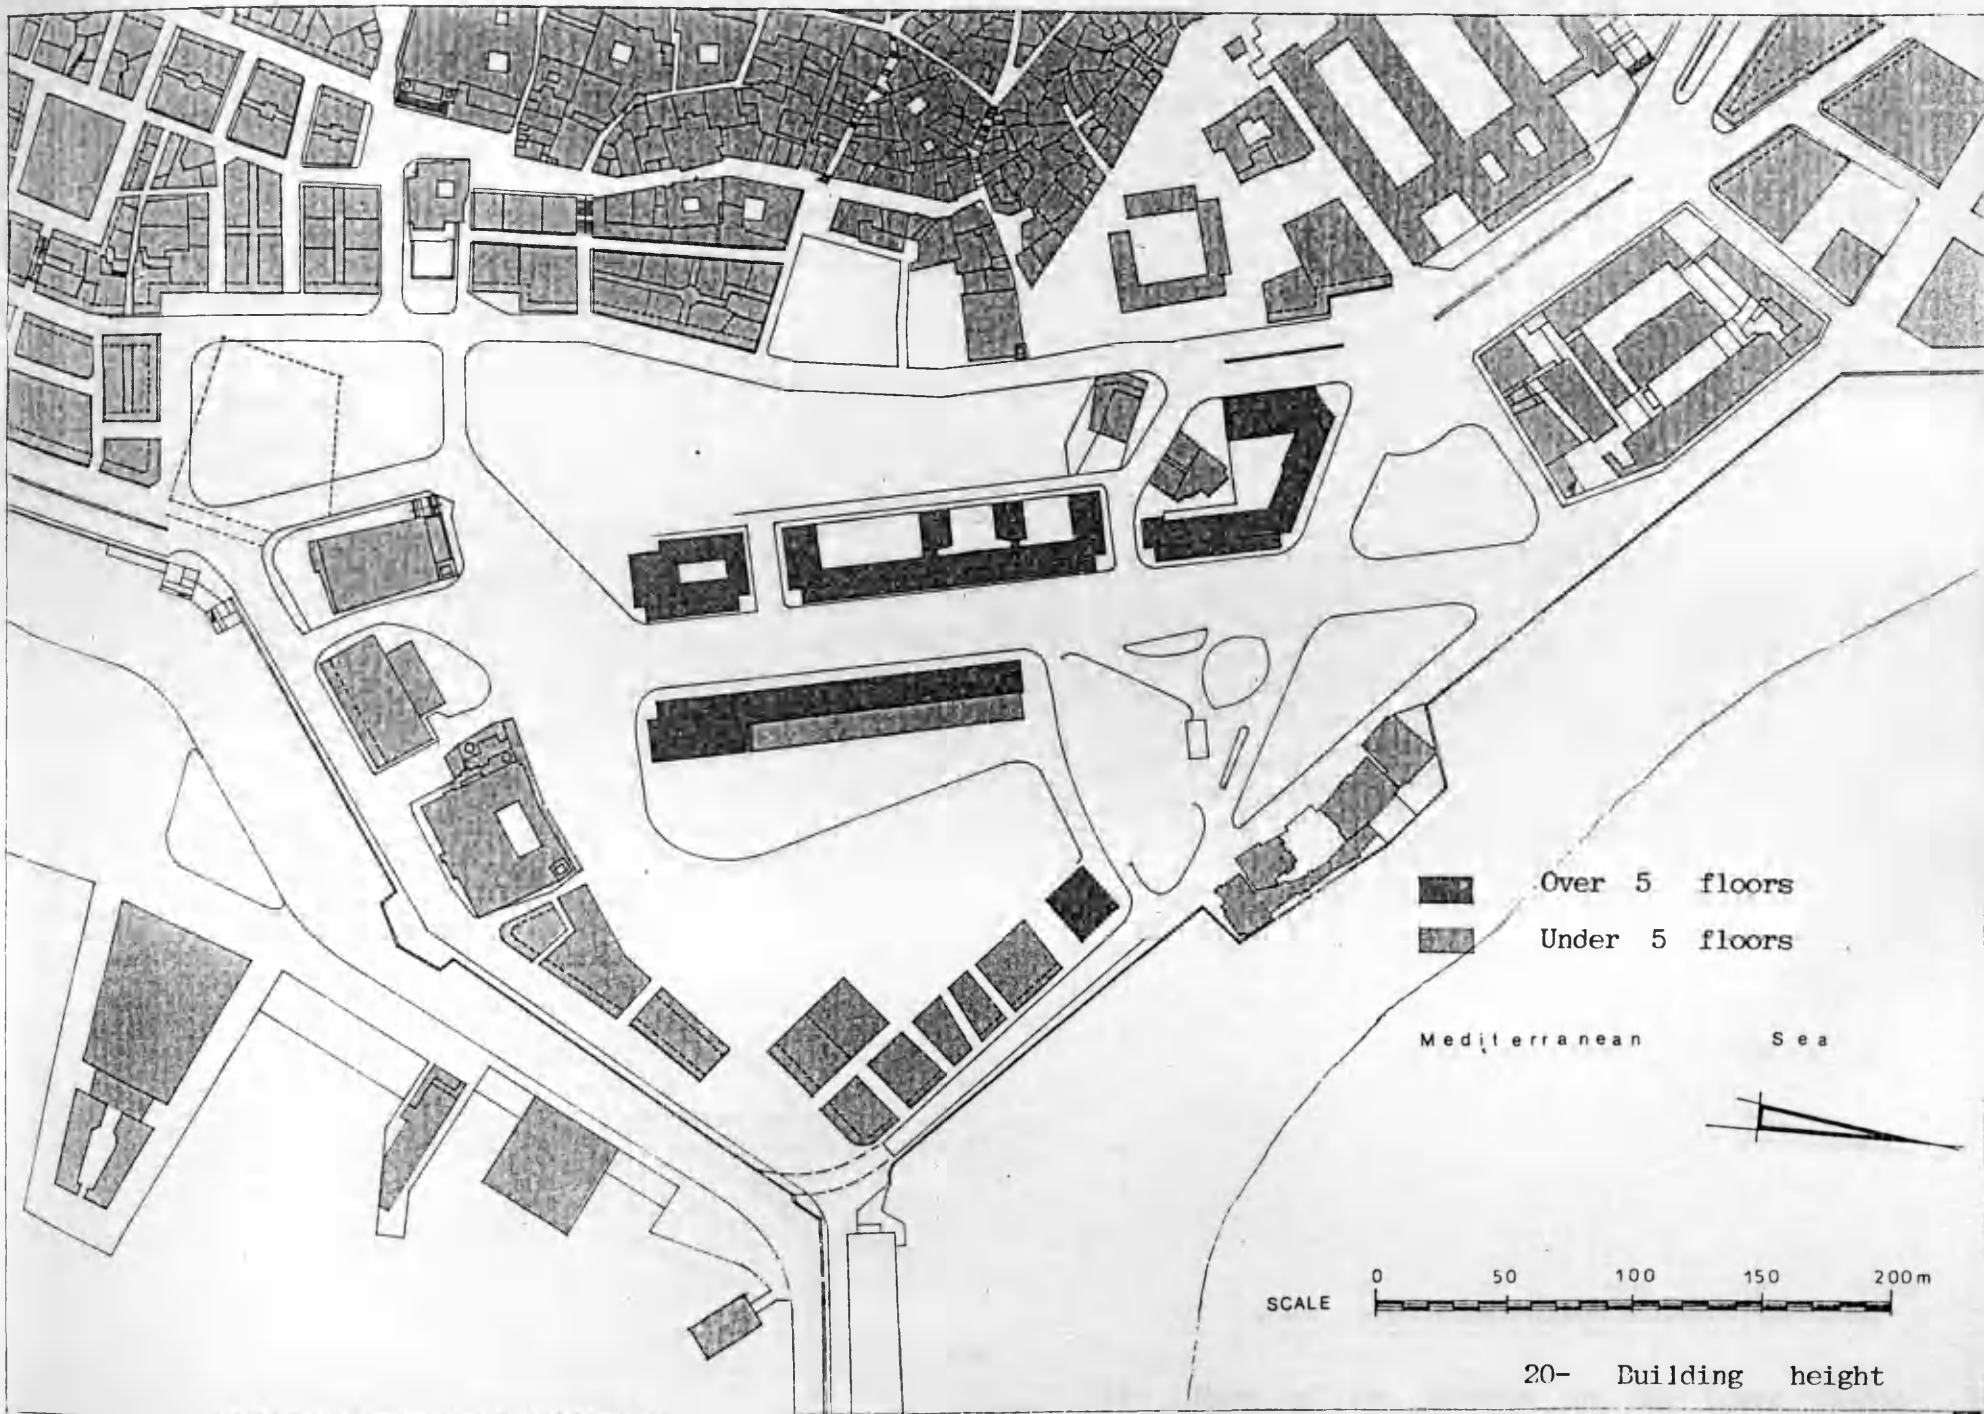 Over 5 floors
Under 5 floors
Mediterranean Sea
0 50 100 150 200m
SCALE
20- Building height